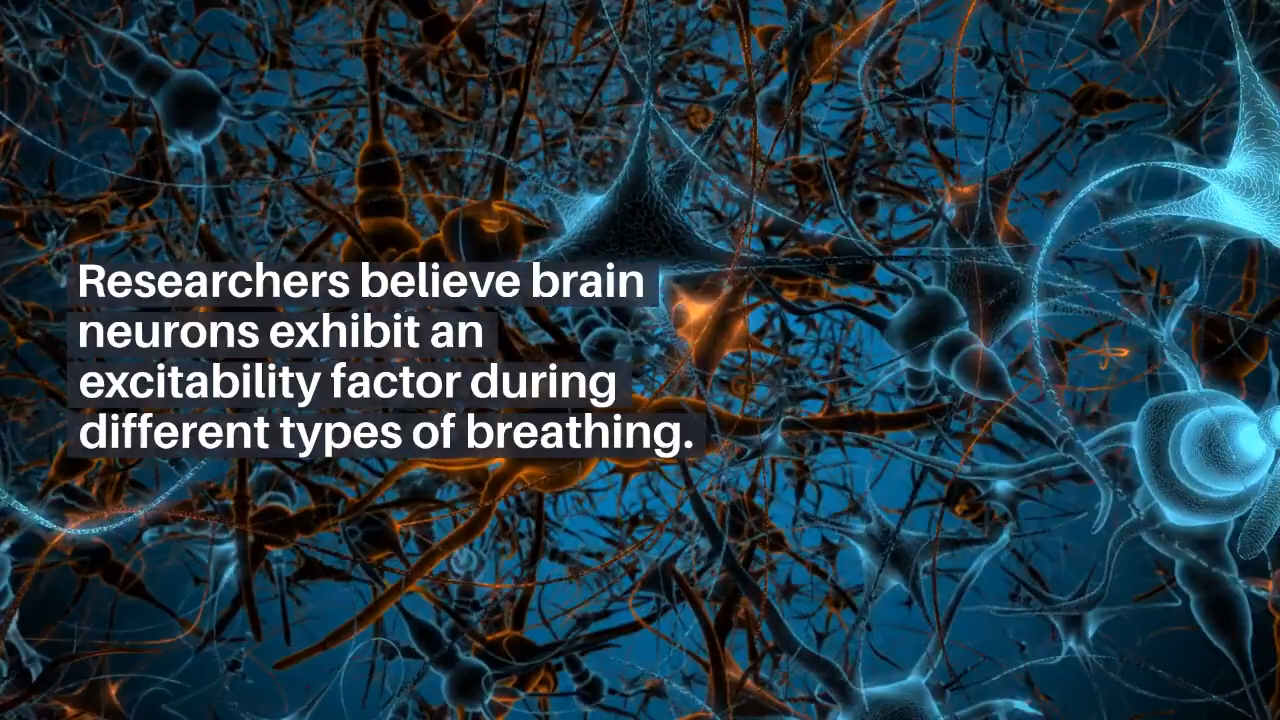 Researchers believe brain
neurons exhibit an
excitability factor during
different types of breathing.